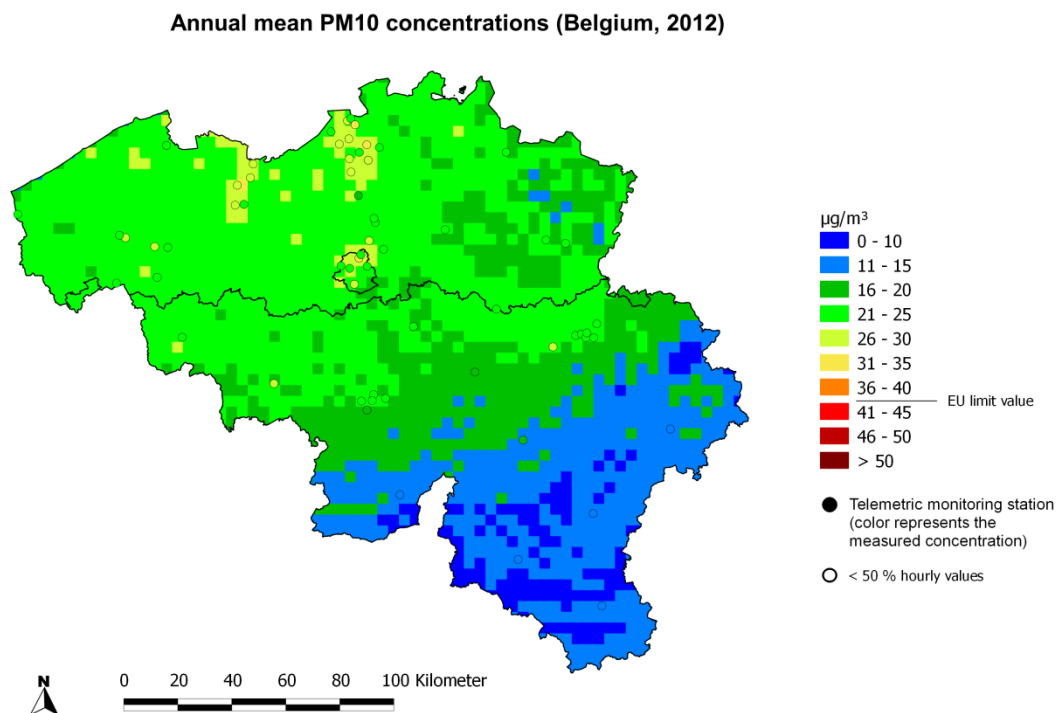 Annual mean PM10 concentrations (Belgium, 2012)
µg/m³
0 - 10
11 - 15
16 - 20
21 - 25
26 - 30
31 - 35
36 - 40
EU limit value
41 - 45
46 - 50
> 50
Telemetric monitoring station
(color represents the
measured concentration)
< 50 % hourly values
N
0 20 40 60 80 100 Kilometer